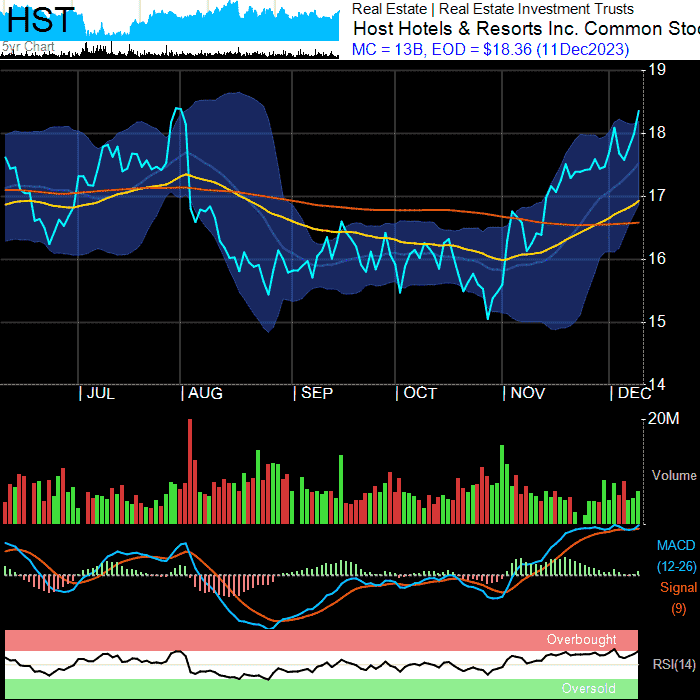 HST
5yr Chart
Real Estate | Real Estate Investment Trusts
Host Hotels & Resorts Inc. Common Stoc
MC = 13B, EOD = $18.36 (11Dec2023)
19
18
17
16
15
14
| JUL | AUG | SEP | OCT | NOV | DEC
20M
Volume
MACD
(12-26)
Signal
(9)
Overbought
RSI(14)
Oversold